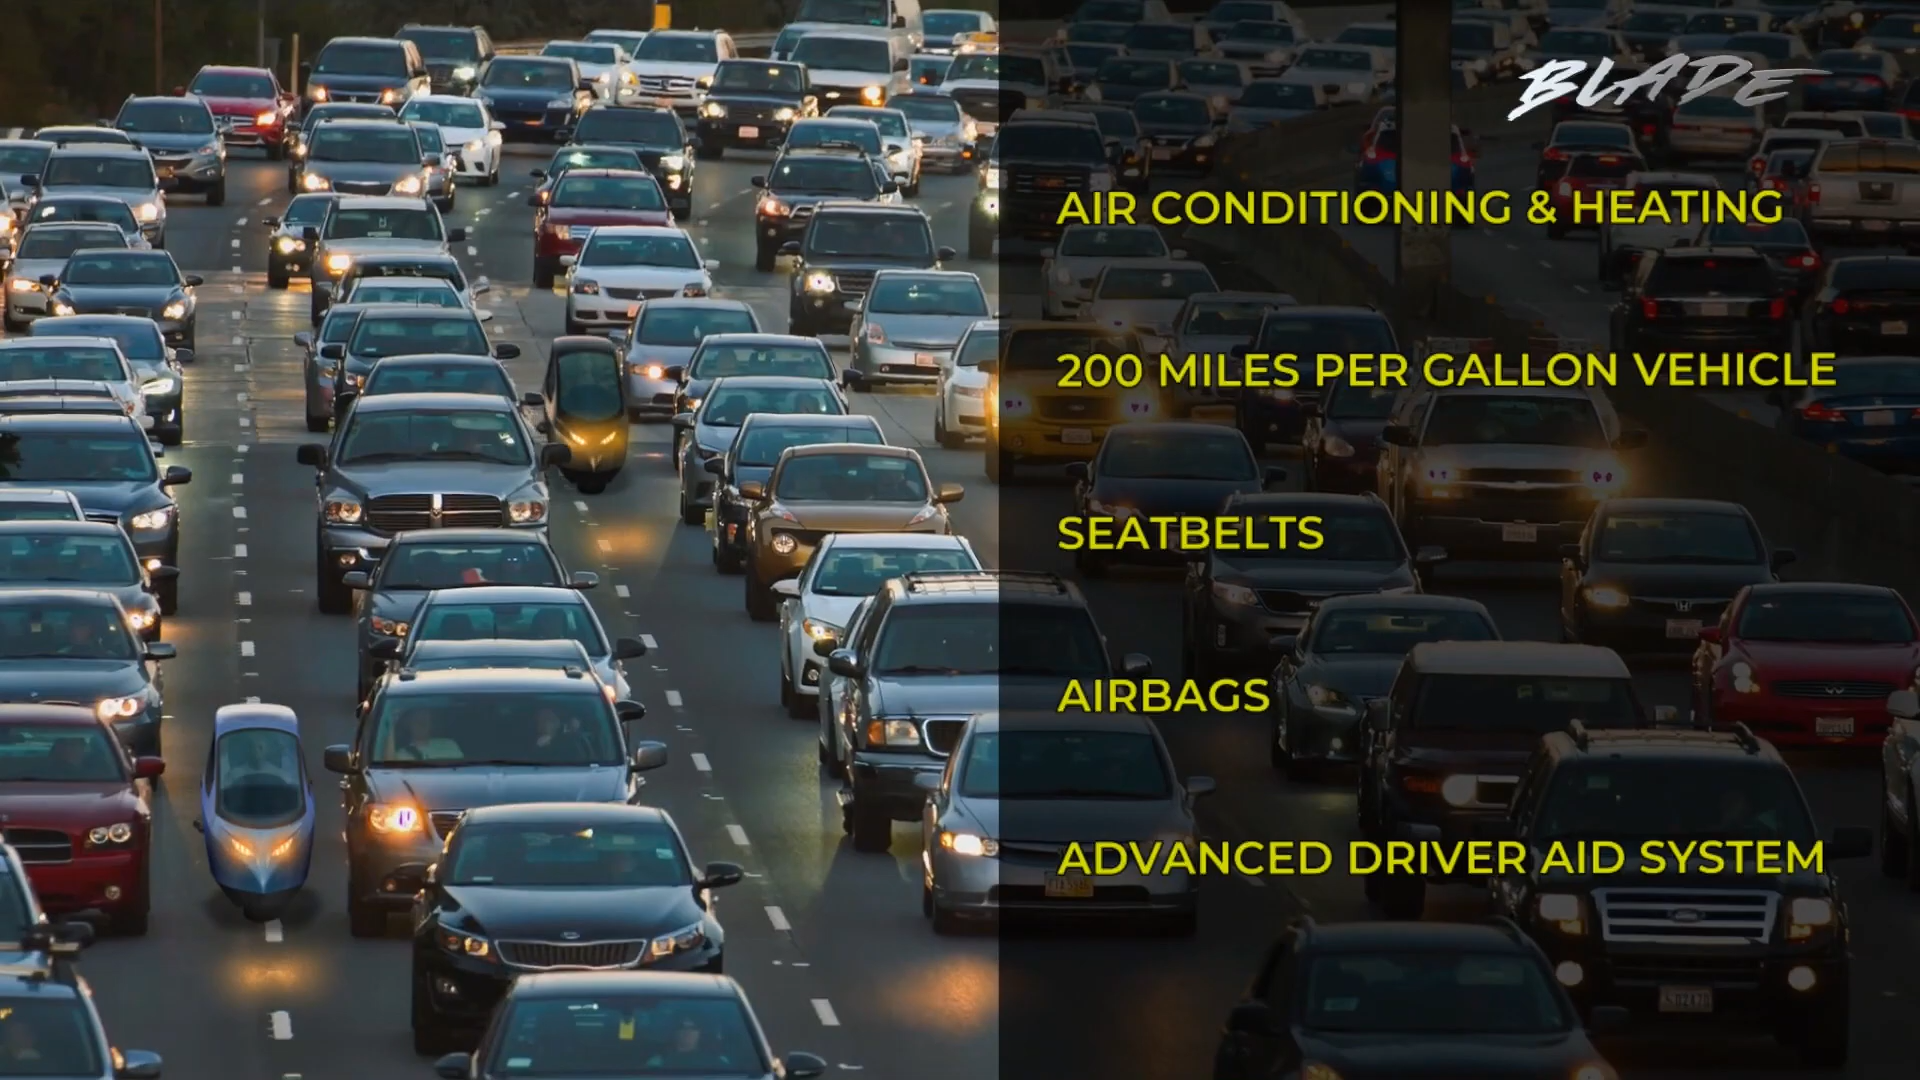 BLADE
AIR CONDITIONING & HEATING
200 MILES PER GALLON VEHICLE
SEATBELTS
AIRBAGS
ADVANCED DRIVER AID SYSTEM